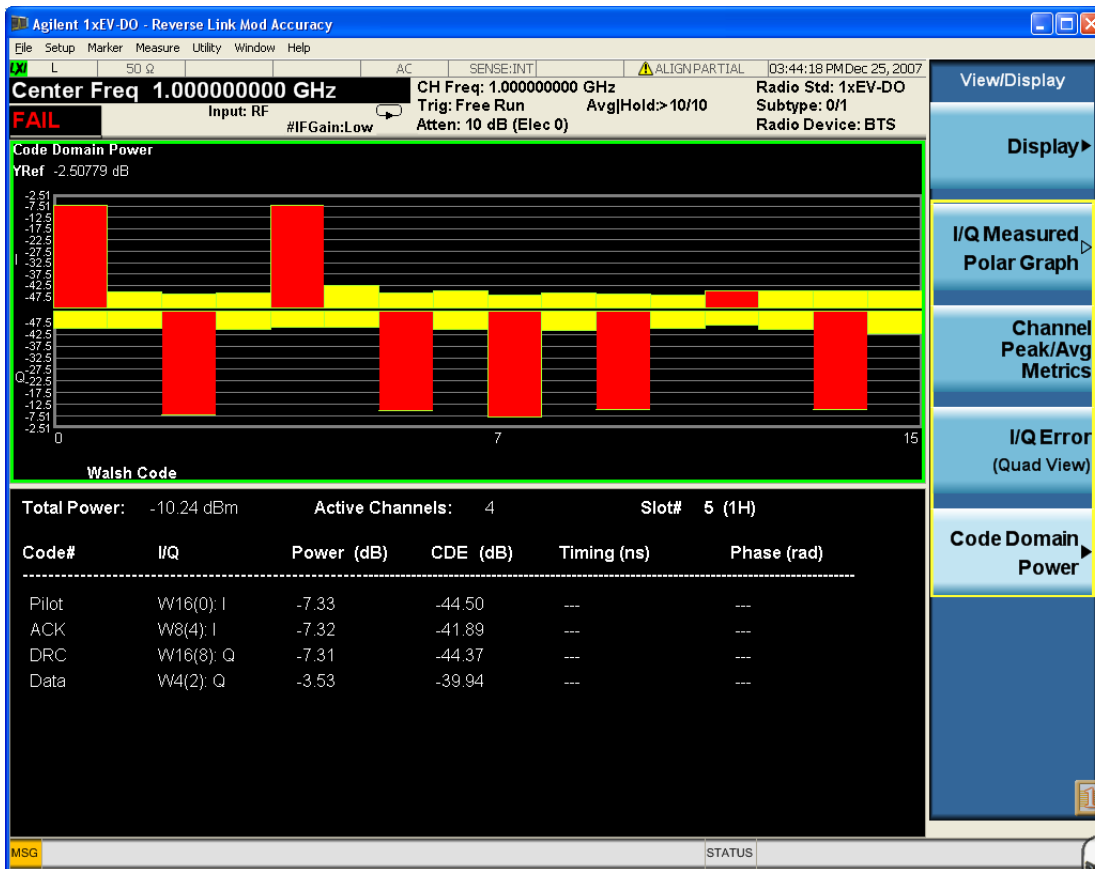 Agilent 1xEV-DO - Reverse Link Mod Accuracy
File Setup Marker Measure Utility Window Help
LXI L 50 Ω AC SENSE:INT ALIGN PARTIAL 03:44:18 PM Dec 25, 2007
Center Freq 1.000000000 GHz
CH Freq: 1.000000000 GHz Radio Std: 1xEV-DO
Input: RF Trig: Free Run Avg|Hold:>10/10 Subtype: 0/1
FAIL #IFGain:Low Atten: 10 dB (Elec 0) Radio Device: BTS
Code Domain Power
YRef -2.50779 dB
-2.51
-7.51
-12.5
-17.5
-22.5
-27.5
I -32.5
-37.5
-42.5
-47.5
-47.5
-42.5
-37.5
-32.5
-27.5
Q -22.5
-17.5
-12.5
-7.51
-2.51
0 7 15
Walsh Code
Total Power: -10.24 dBm Active Channels: 4 Slot# 5 (1H)
Code# I/Q Power (dB) CDE (dB) Timing (ns) Phase (rad)
Pilot W16(0): I -7.33 -44.50 --- ---
ACK W8(4): I -7.32 -41.89 --- ---
DRC W16(8): Q -7.31 -44.37 --- ---
Data W4(2): Q -3.53 -39.94 --- ---
View/Display
Display
I/Q Measured
Polar Graph
Channel
Peak/Avg
Metrics
I/Q Error
(Quad View)
Code Domain
Power
1
MSG STATUS